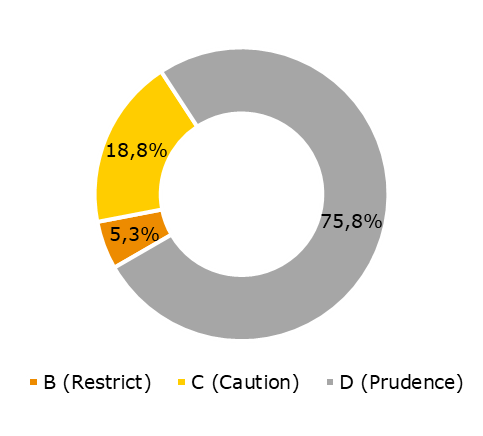 18,8%
5,3%
75,8%
B (Restrict) C (Caution) D (Prudence)